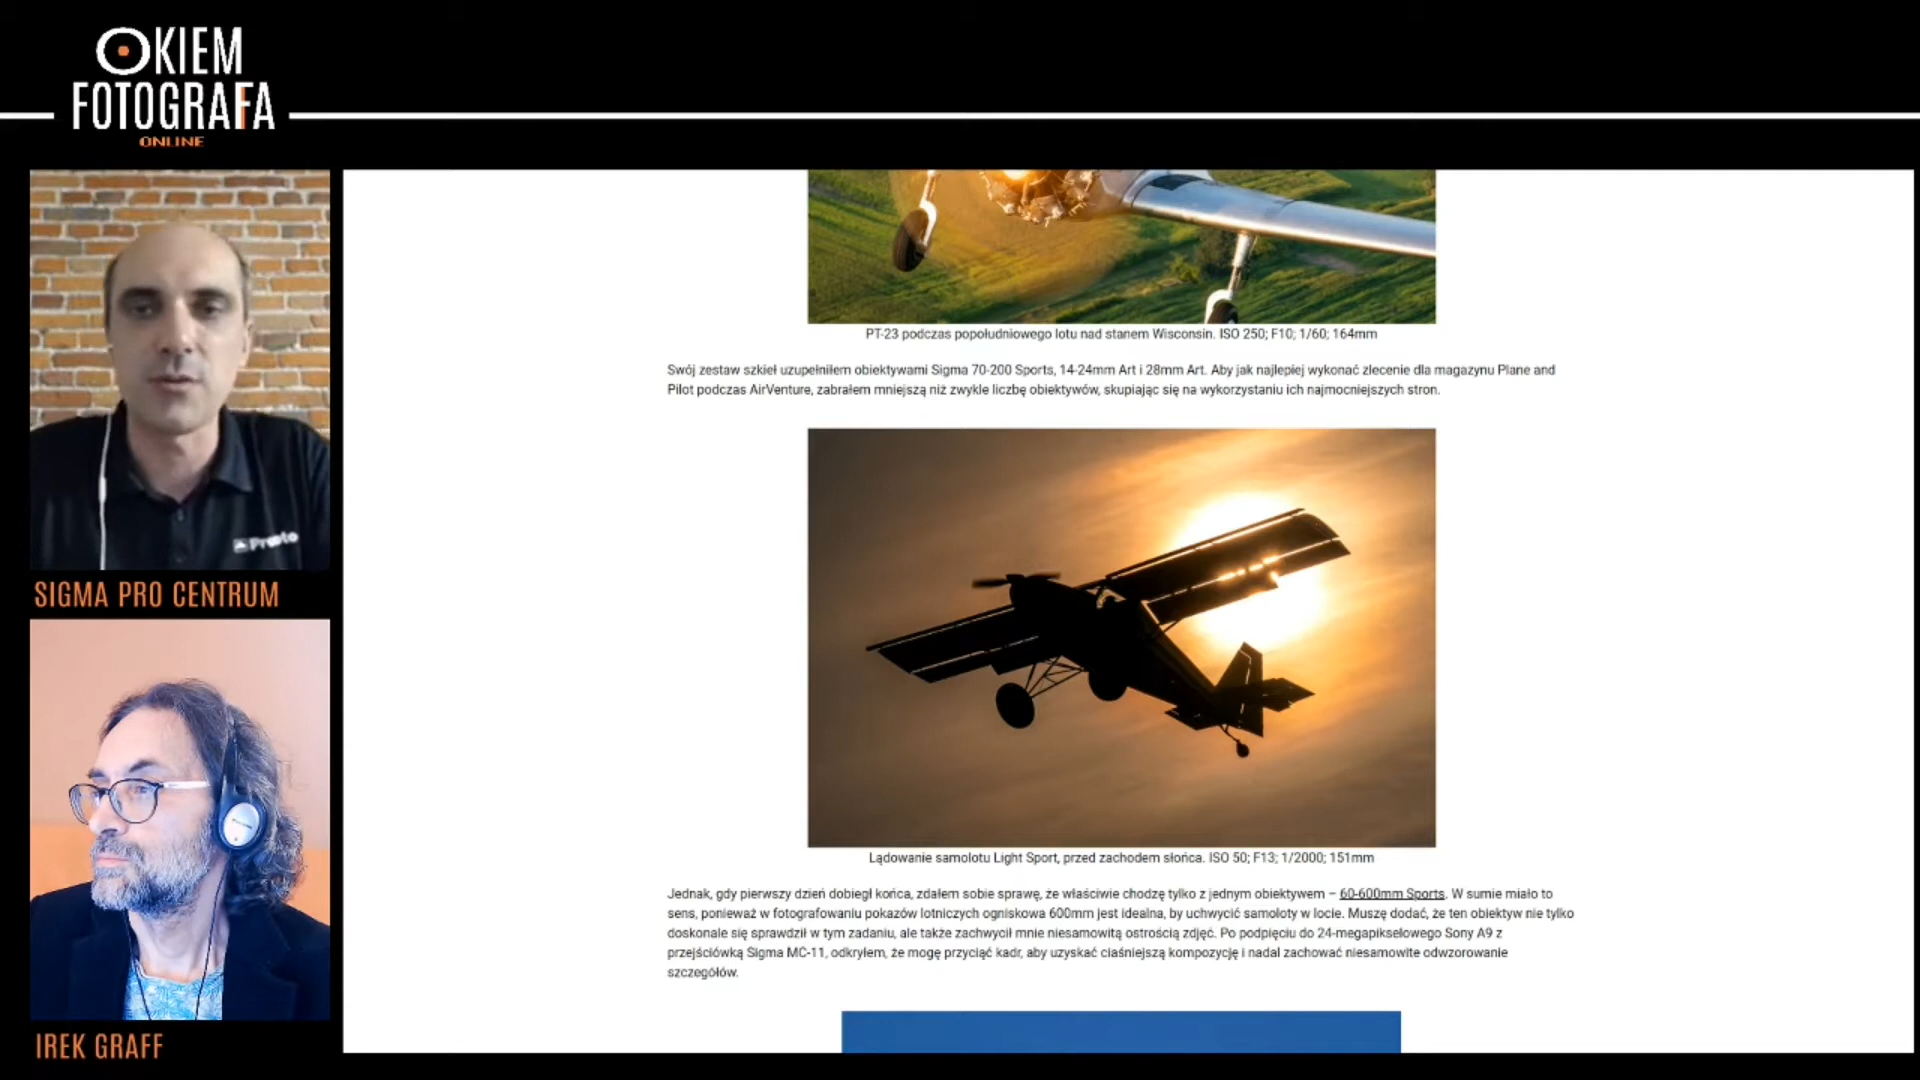 OKIEM
FOTOGRAFA
ONLINE
SIGMA PRO CENTRUM
IREK GRAFF
PT-23 podczas popołudniowego lotu nad stanem Wisconsin. ISO 250; F10; 1/60; 164mm
Swój zestaw szkieł uzupełniłem obiektywami Sigma 70-200 Sports, 14-24mm Art i 28mm Art. Aby jak najlepiej wykonać zlecenie dla magazynu Plane and
Pilot podczas AirVenture, zabrałem mniejszą niż zwykle liczbę obiektywów, skupiając się na wykorzystaniu ich najmocniejszych stron.
Lądowanie samolotu Light Sport, przed zachodem słońca. ISO 50; F13; 1/2000; 151mm
Jednak, gdy pierwszy dzień dobiegł końca, zdałem sobie sprawę, że właściwie chodzę tylko z jednym obiektywem – 60-600mm Sports. W sumie miało to
sens, ponieważ w fotografowaniu pokazów lotniczych ogniskowa 600mm jest idealna, by uchwycić samoloty w locie. Muszę dodać, że ten obiektyw nie tylko
doskonale się sprawdził w tym zadaniu, ale także zachwycił mnie niesamowitą ostrością zdjęć. Po podpięciu do 24-megapikselowego Sony A9 z
przejściówką Sigma MC-11, odkryłem, że mogę przyciąć kadr, aby uzyskać ciaśniejszą kompozycję i nadal zachować niesamowite odwzorowanie
szczegółów.